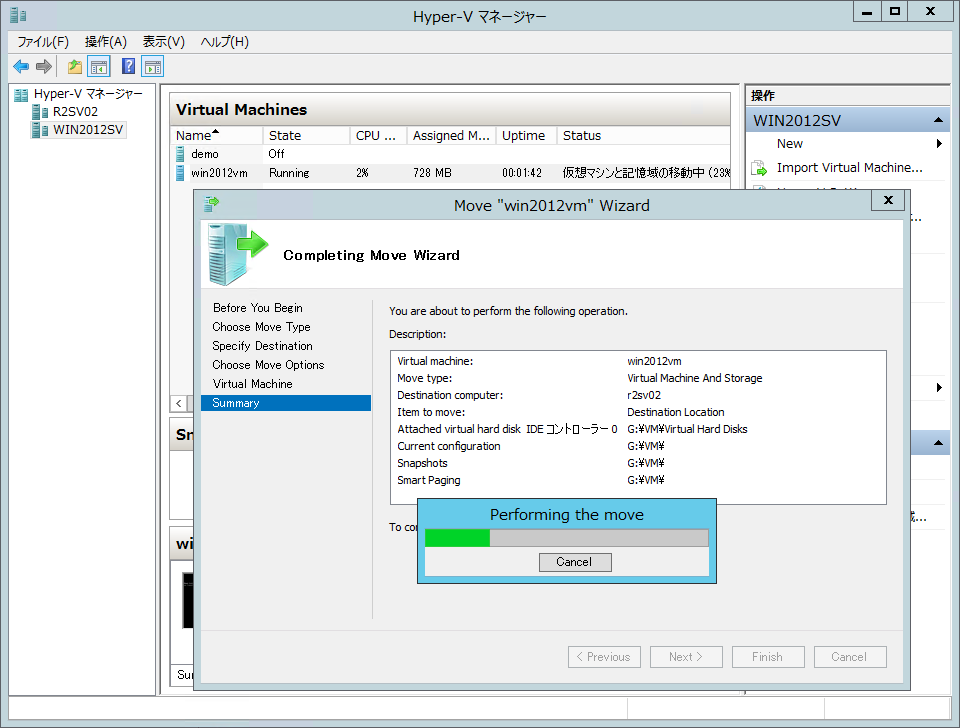 Hyper-V マネージャー
ファイル(F) 操作(A) 表示(V) ヘルプ(H)
Hyper-V マネージャー
R2SV02
WIN2012SV
Virtual Machines
Name State CPU ... Assigned M... Uptime Status
demo Off
win2012vm Running 2% 728 MB 00:01:42 仮想マシンと記憶域の移動中 (23%
操作
WIN2012SV
New
Import Virtual Machine...
Move "win2012vm" Wizard
Completing Move Wizard
Before You Begin
Choose Move Type
Specify Destination
Choose Move Options
Virtual Machine
Summary
You are about to perform the following operation.
Description:
Virtual machine: win2012vm
Move type: Virtual Machine And Storage
Destination computer: r2sv02
Item to move: Destination Location
Attached virtual hard disk IDE コントローラー 0 G:¥VM¥Virtual Hard Disks
Current configuration G:¥VM¥
Snapshots G:¥VM¥
Smart Paging G:¥VM¥
To
Performing the move
Cancel
< Previous Next > Finish Cancel